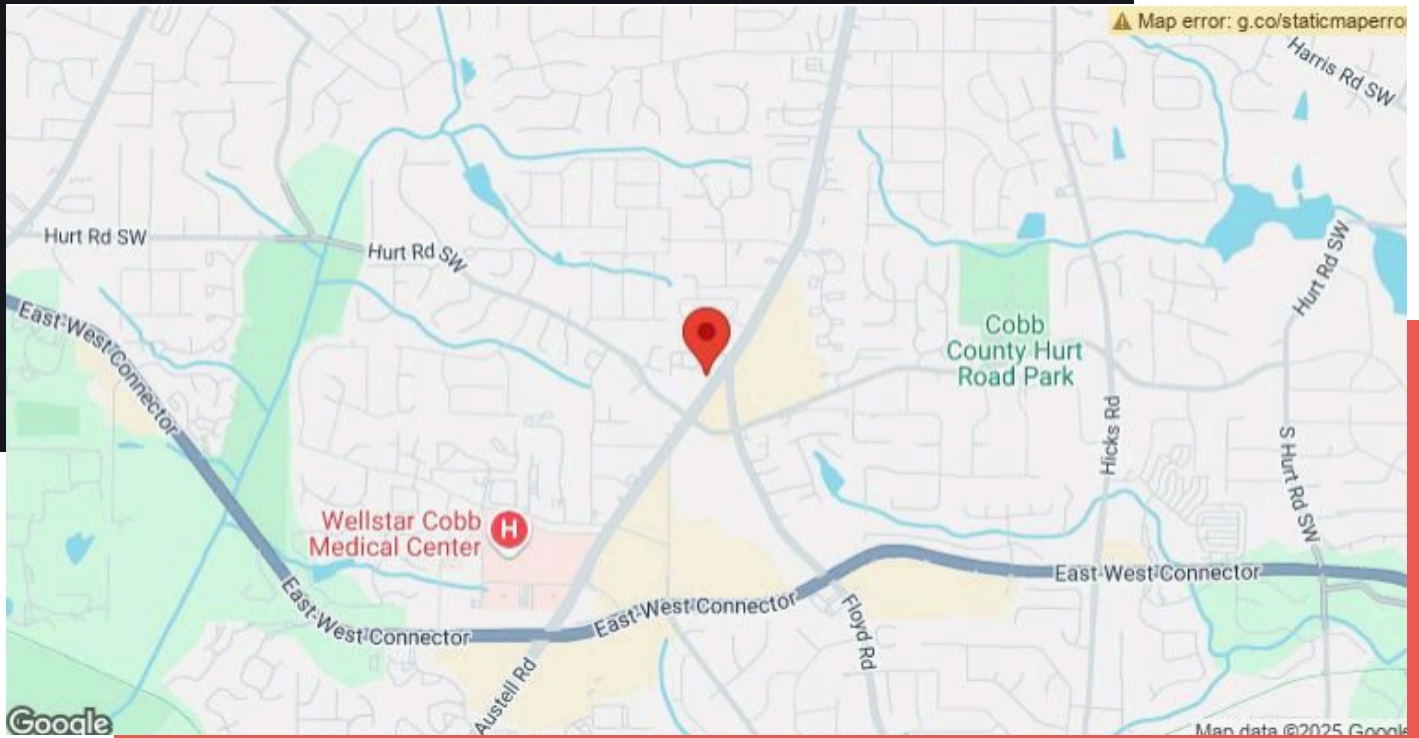 Map error: g.co/staticmaperro
Harris Rd SW
Hurt Rd SW
Hurt Rd SW
Hurt Rd SW
East-West Connector
Cobb
County Hurt
Road Park
Hicks Rd
S Hurt Rd SW
Wellstar Cobb
Medical Center
H
East-West Connector
East-West Connector
East-West Connector
Floyd Rd
Austell Rd
Google
Map data ©2025 Google